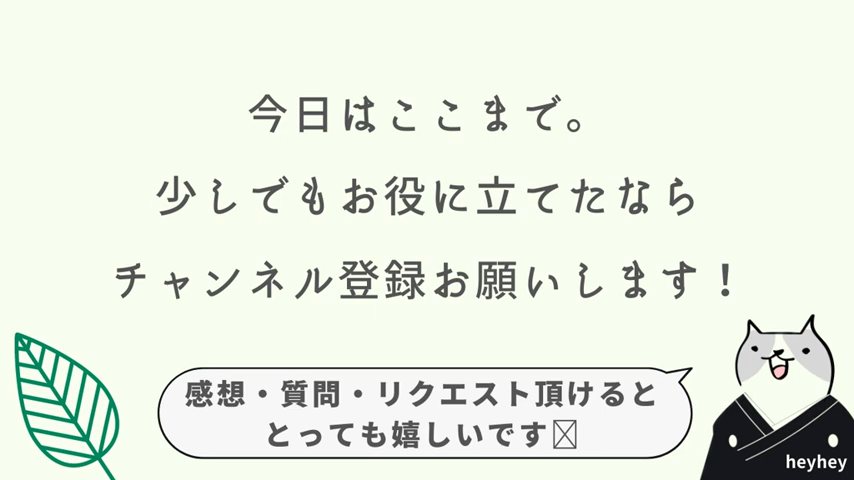 今日はここまで。
少しでもお役に立てたなら
チャンネル登録お願いします！
感想・質問・リクエスト頂けると
とっても嬉しいです
heyhey